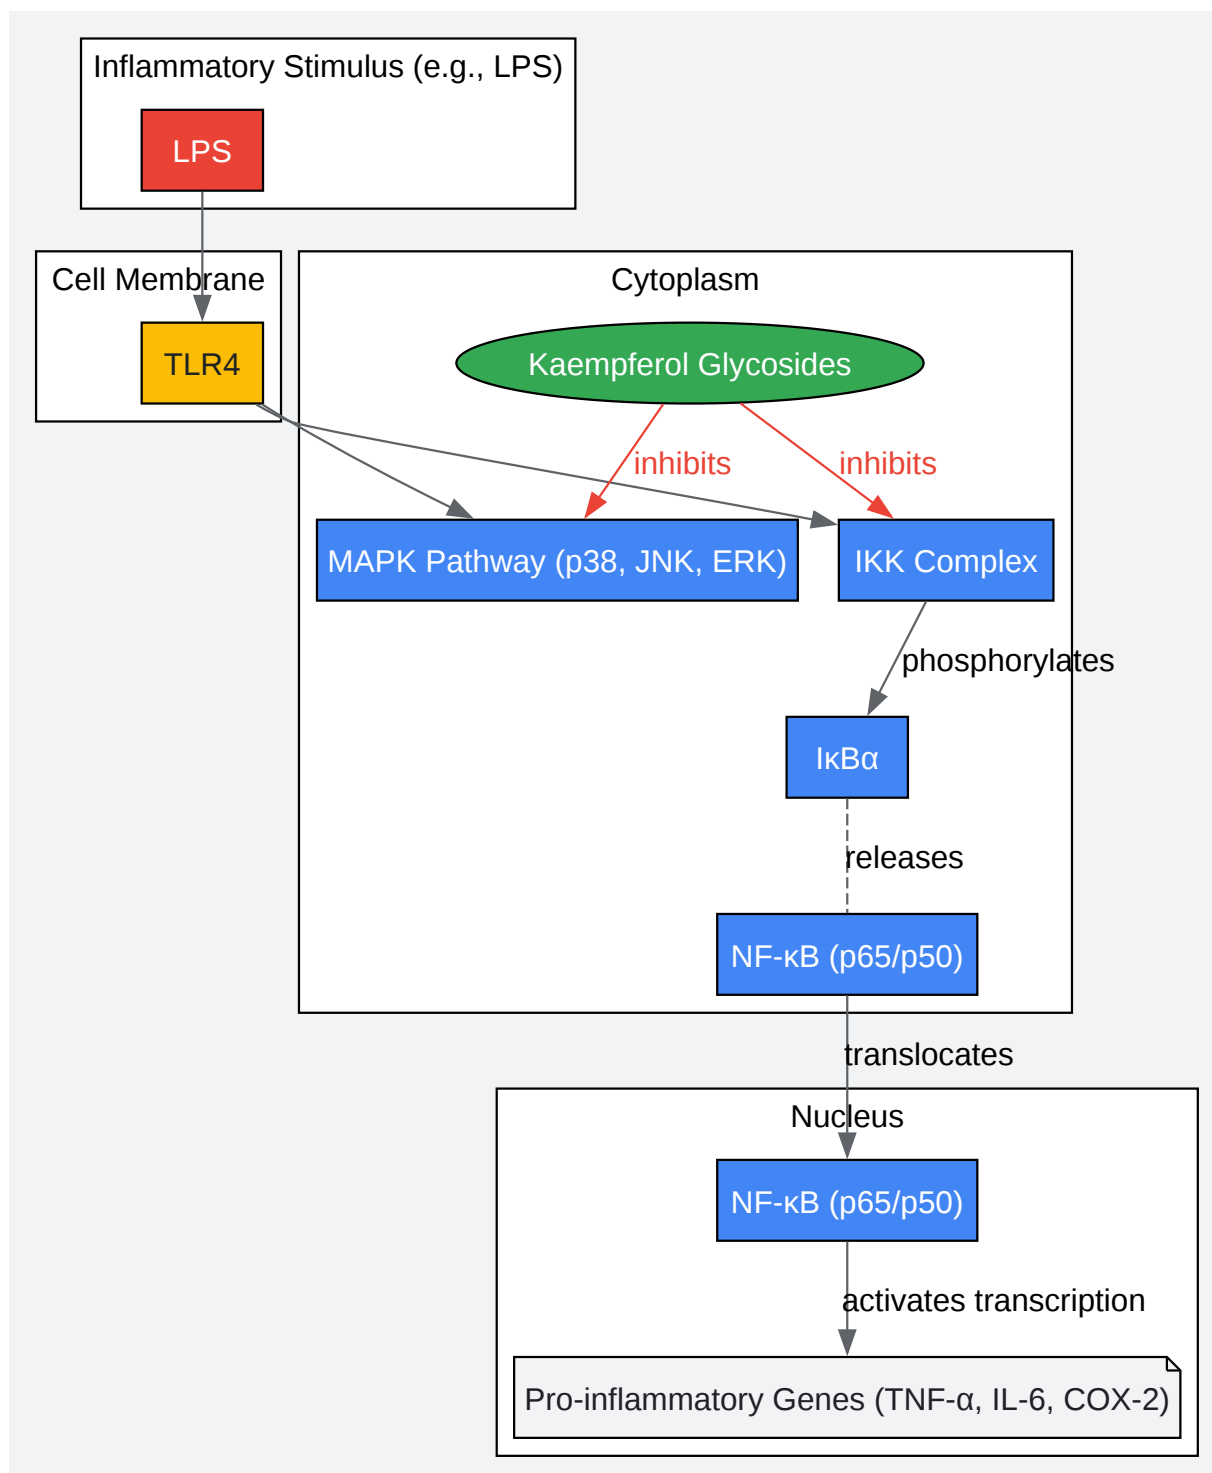 Inflammatory Stimulus (e.g., LPS)
LPS
Cell Membrane
Cytoplasm
TLR4
Kaempferol Glycosides
inhibits
inhibits
MAPK Pathway (p38, JNK, ERK)
IKK Complex
phosphorylates
IκBα
releases
NF-κB (p65/p50)
translocates
Nucleus
NF-κB (p65/p50)
activates transcription
Pro-inflammatory Genes (TNF-α, IL-6, COX-2)